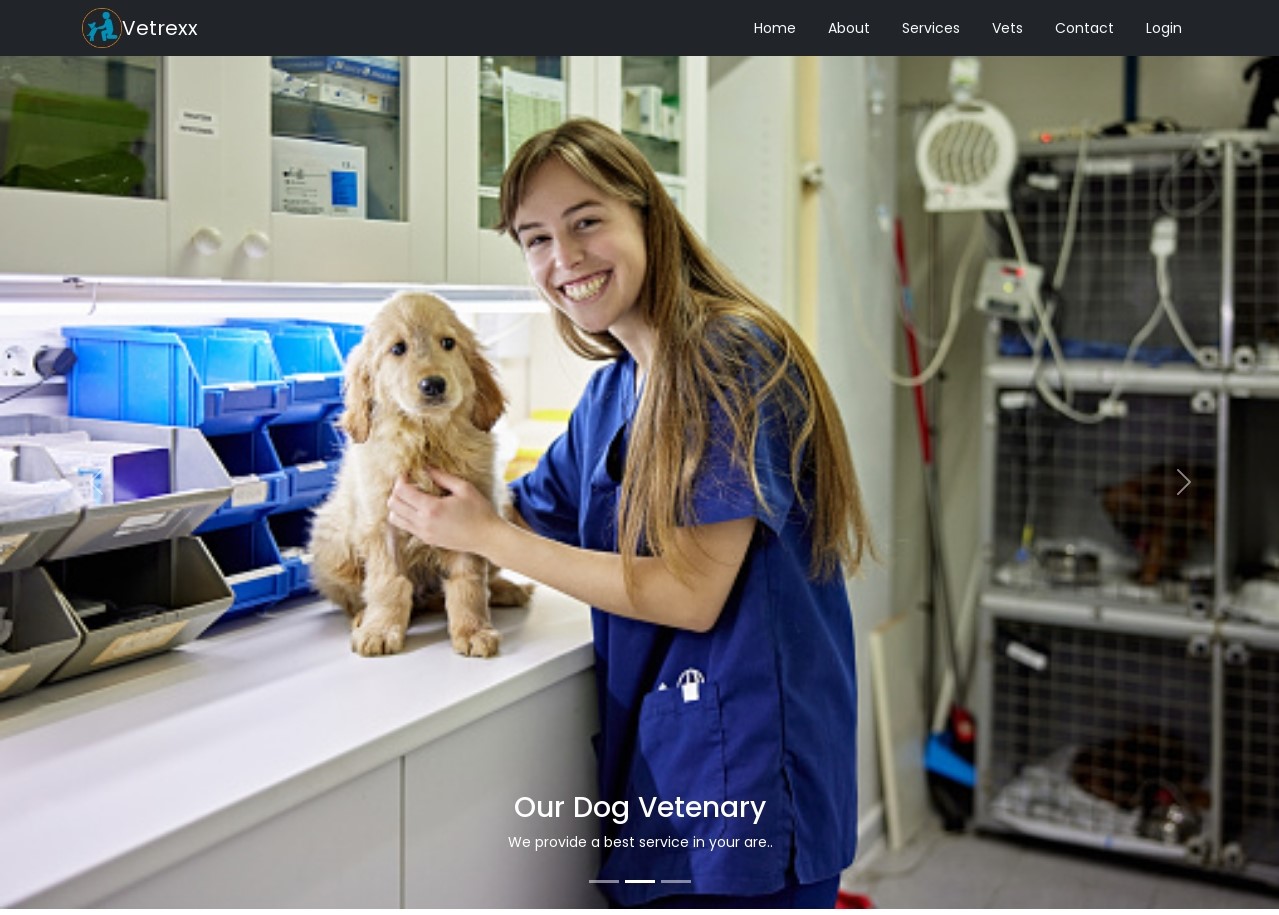 Vetrexx
Home About Services Vets Contact Login
Our Dog Vetenary
We provide a best service in your are..